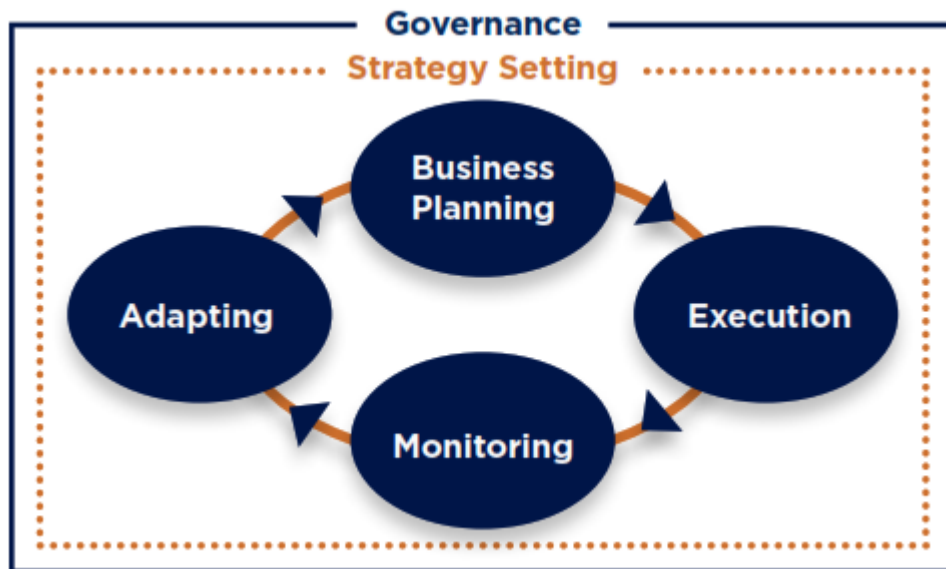 Governance
Strategy Setting
Business
Planning
Adapting
Execution
Monitoring